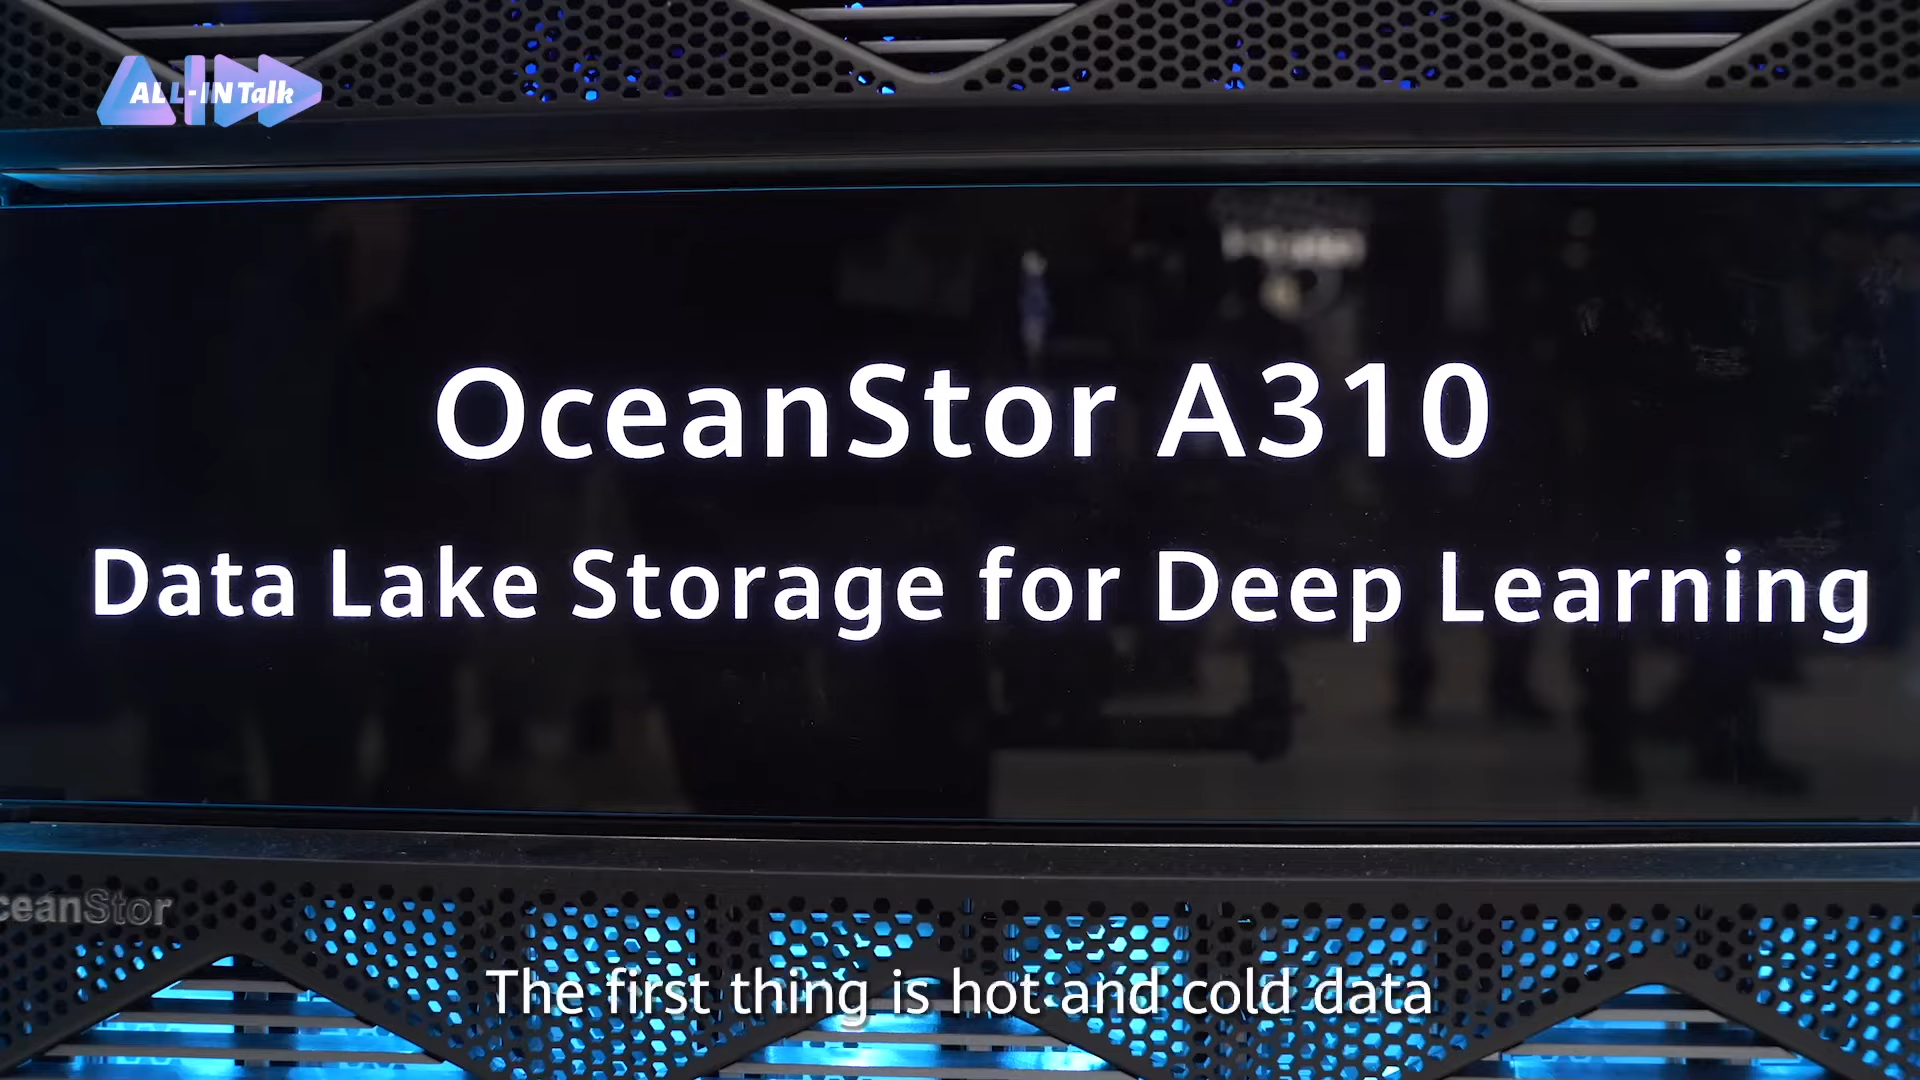 ALL-IN Talk
OceanStor A310
Data Lake Storage for Deep Learning
ceanStor
The first thing is hot and cold data